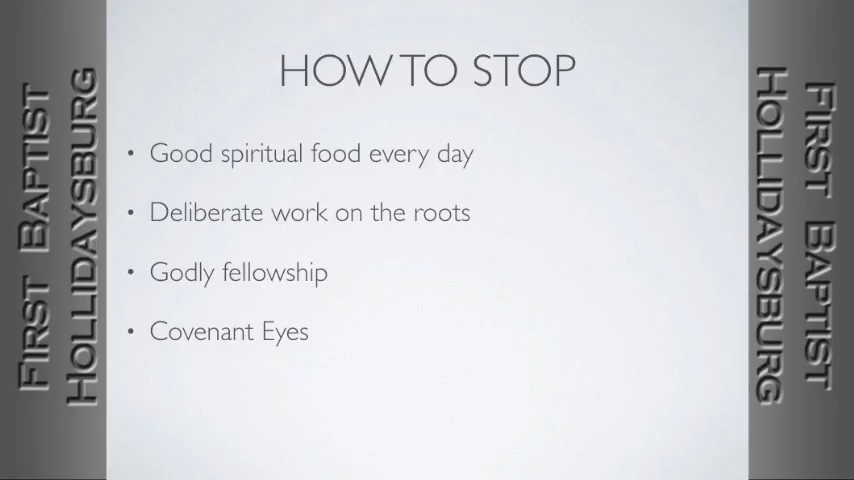 First Baptist
Hollidaysburg
HOW TO STOP
• Good spiritual food every day
• Deliberate work on the roots
• Godly fellowship
• Covenant Eyes
First Baptist
Hollidaysburg